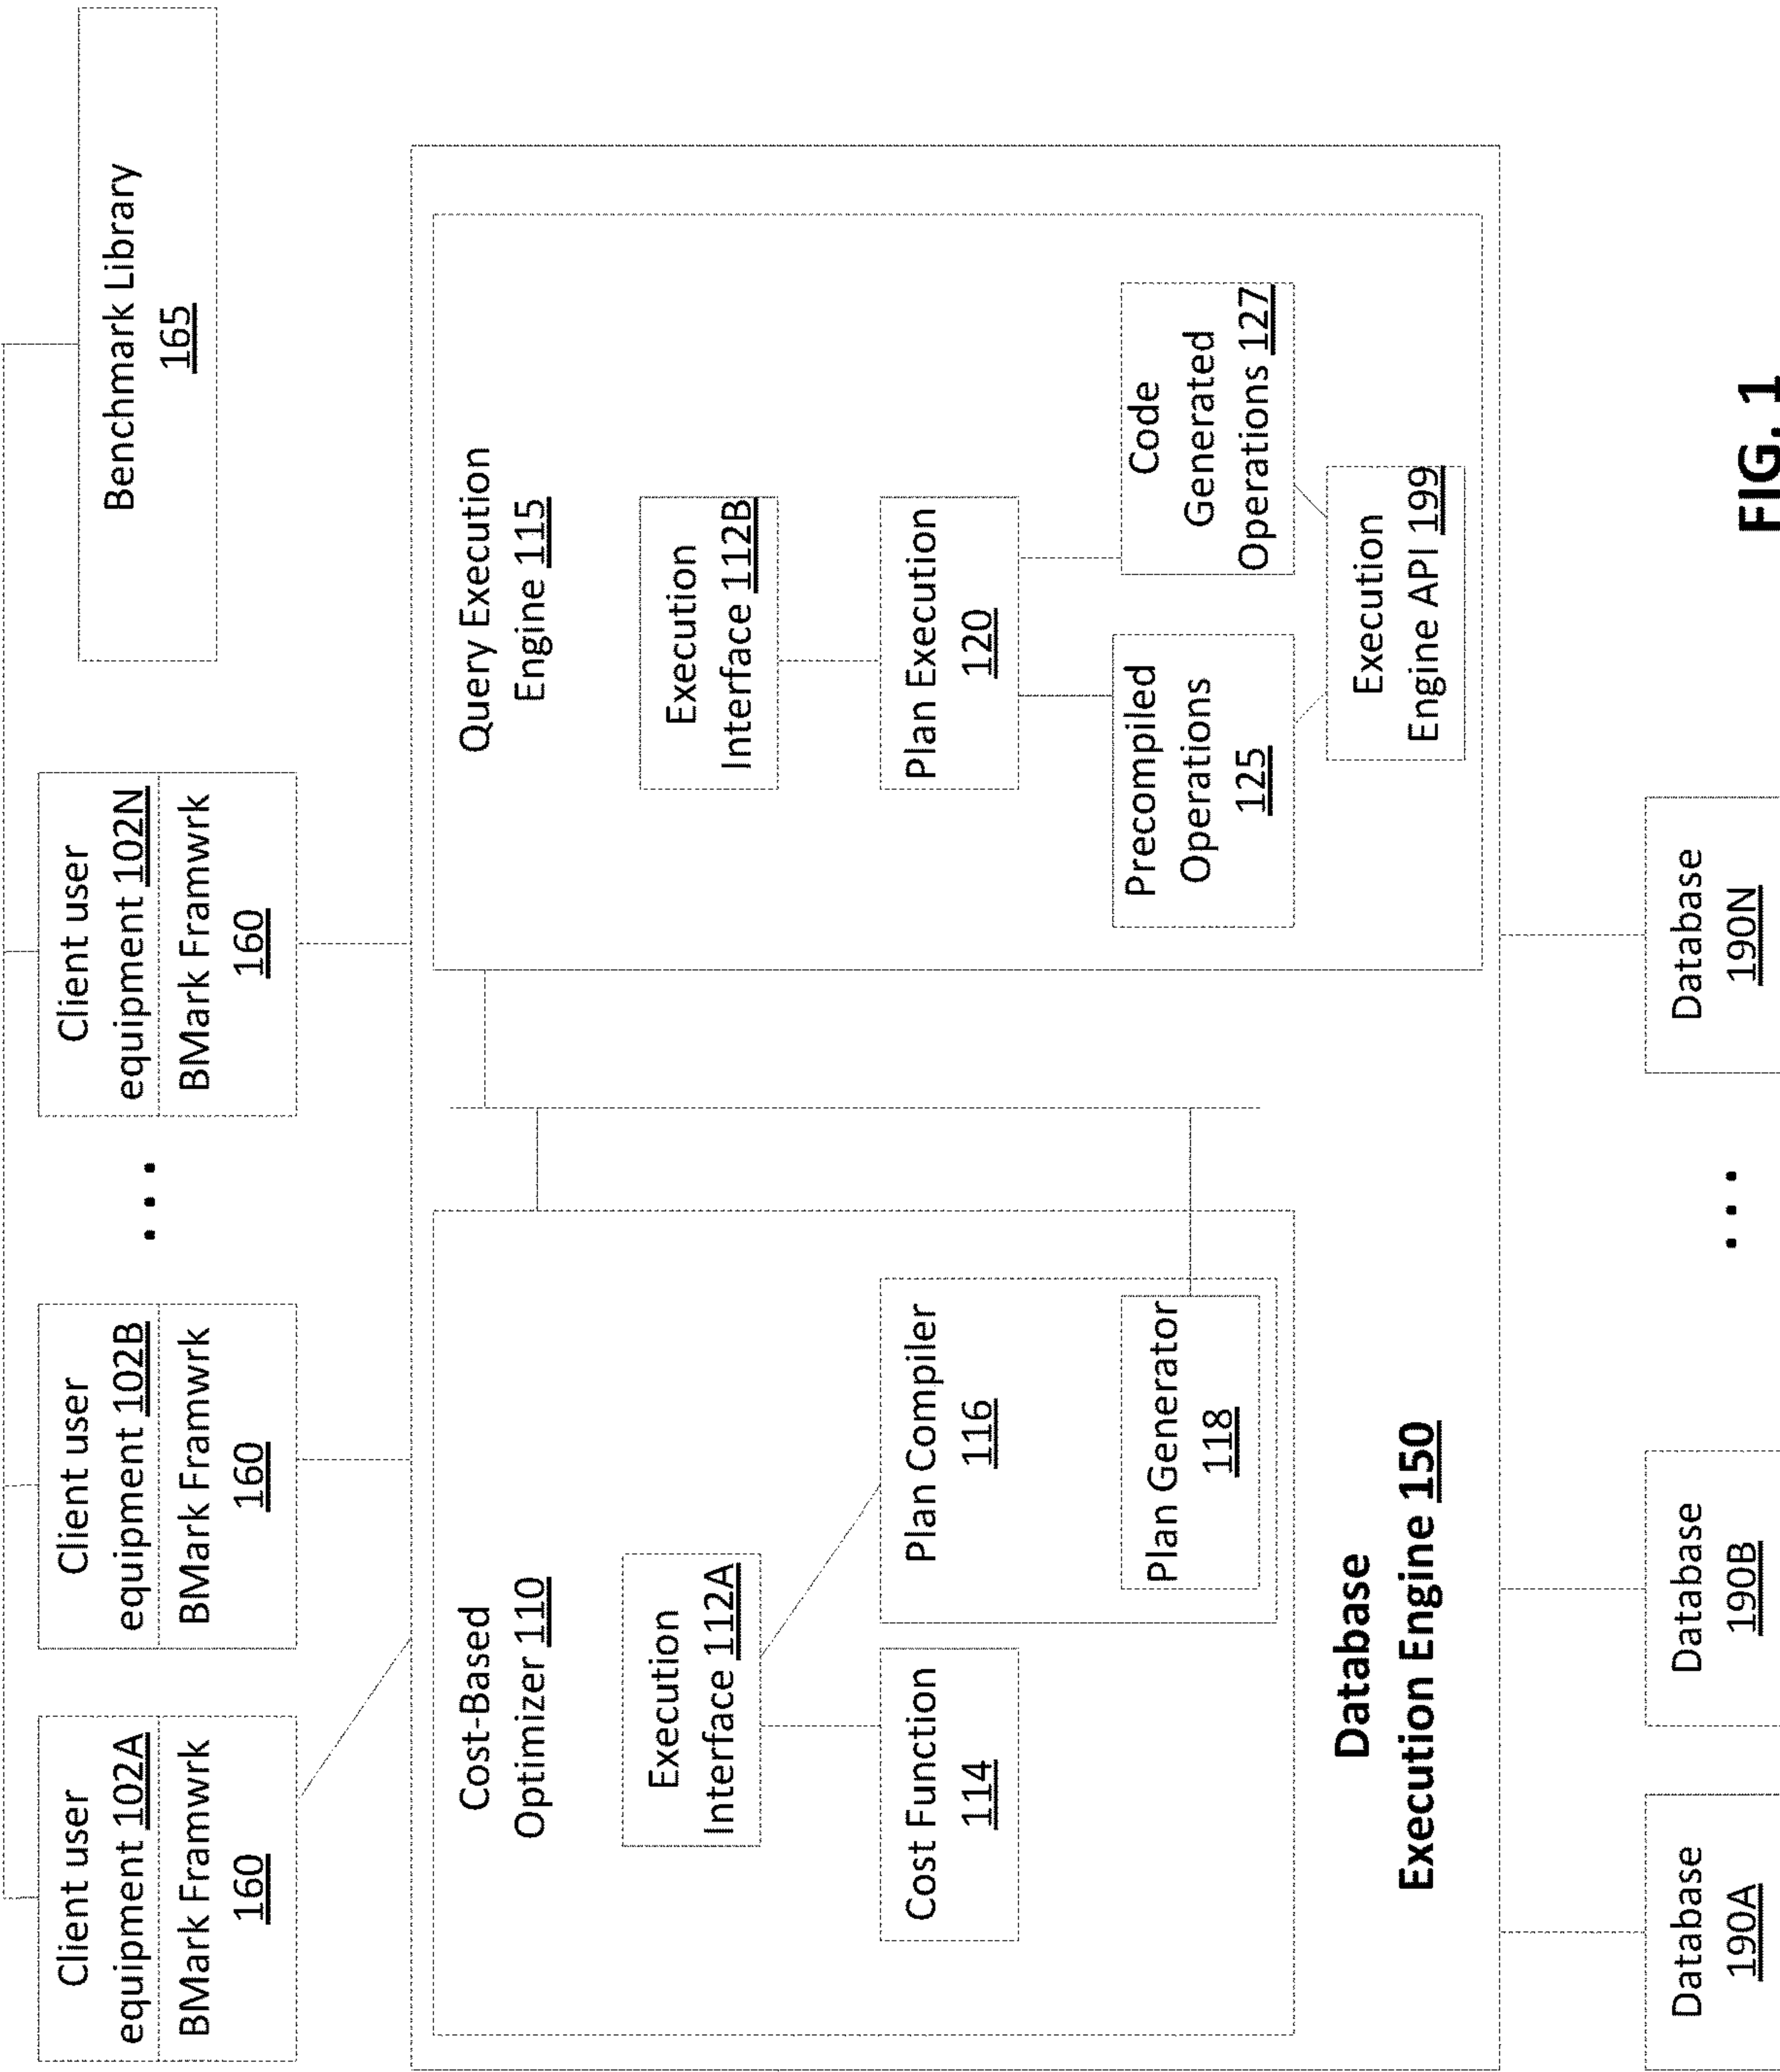 Client user
equipment 102A
BMark Framwrk
160
Client user
equipment 102B
BMark Framwrk
160
...
Client user
equipment 102N
BMark Framwrk
160
Benchmark Library
165
Cost-Based
Optimizer 110
Execution
Interface 112A
Cost Function
114
Plan Compiler
116
Plan Generator
118
Query Execution
Engine 115
Execution
Interface 112B
Plan Execution
120
Precompiled
Operations
125
Code
Generated
Operations 127
Execution
Engine API 199
Database
Execution Engine 150
Database
190A
Database
190B
...
Database
190N
FIG. 1